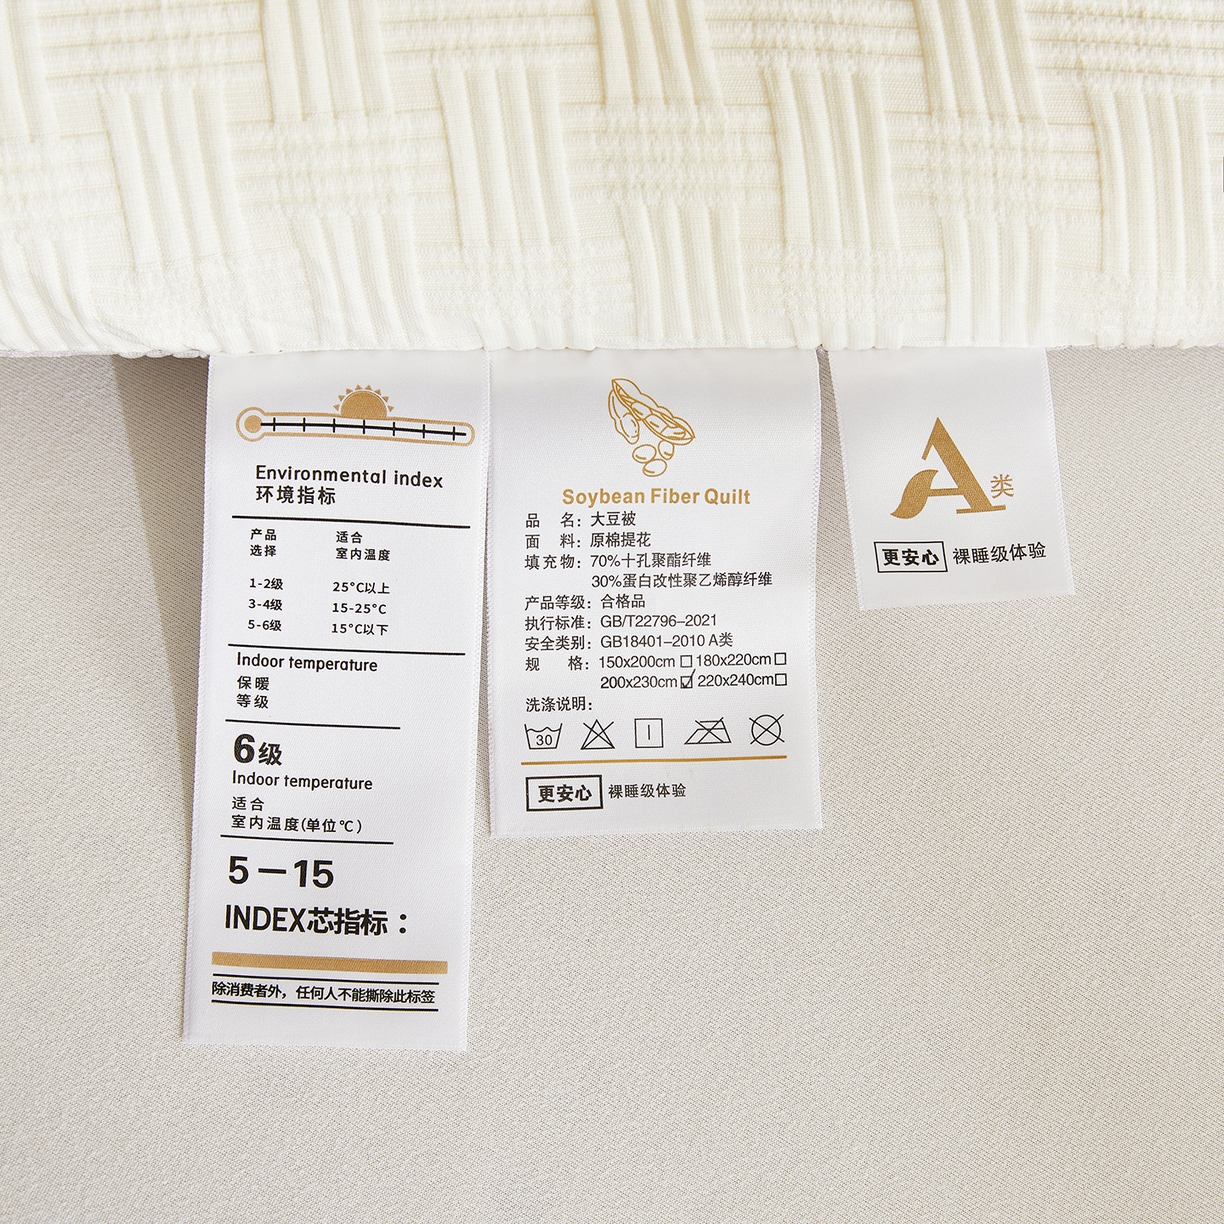 Environmental index
环境指标
产品 适合
选择 室内温度
1-2级 25°C以上
3-4级 15-25°C
5-6级 15°C以下
Indoor temperature
保暖
等级
6级
Indoor temperature
适合
室内温度(单位℃)
5－15
INDEX芯指标：
除消费者外，任何人不能撕除此标签
Soybean Fiber Quilt
品 名：大豆被
面 料：原棉提花
填充物：70%十孔聚酯纤维
30%蛋白改性聚乙烯醇纤维
产品等级：合格品
执行标准：GB/T22796–2021
安全类别：GB18401–2010 A类
规 格：150x200cm □ 180x220cm □
200x230cm ☑ 220x240cm □
洗涤说明：
30
更安心 裸睡级体验
A类
更安心 裸睡级体验